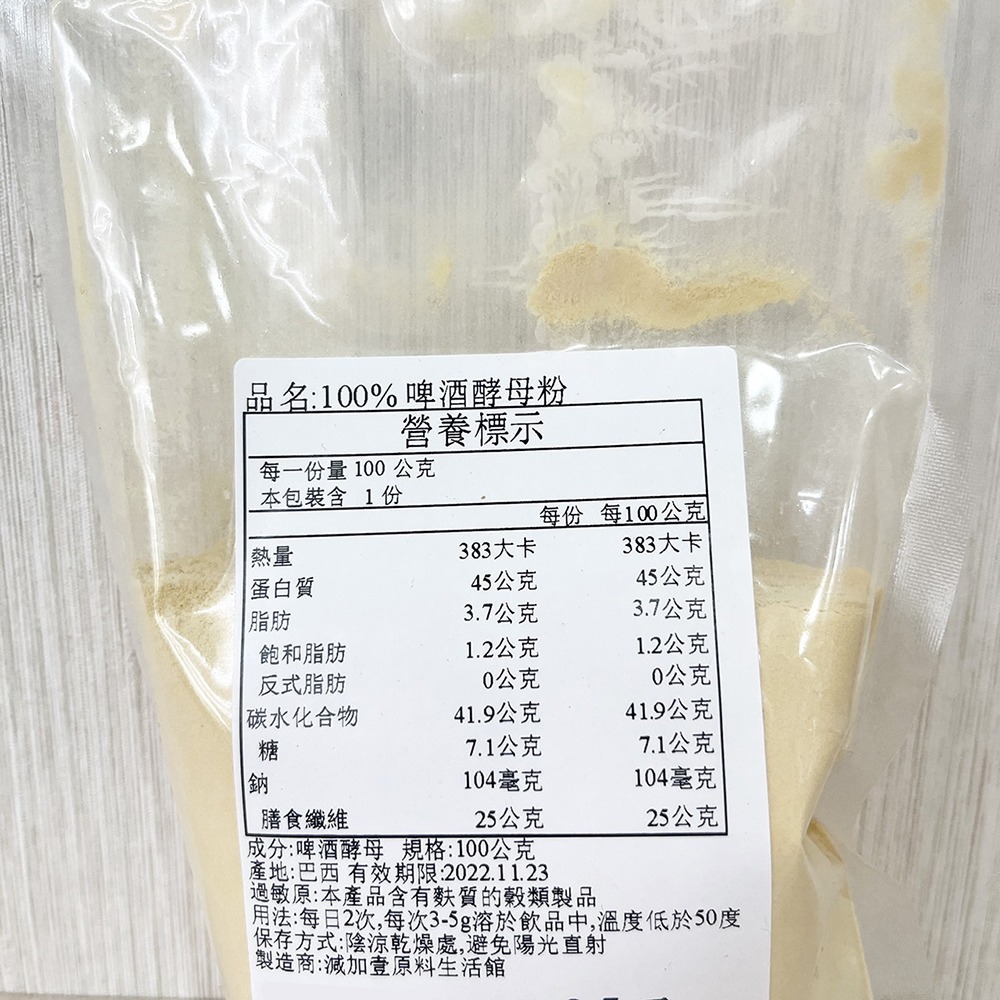 品名:100% 啤酒酵母粉
營養標示
每一份量 100 公克
本包裝含 1 份
每份 每100公克
熱量 383大卡 383大卡
蛋白質 45公克 45公克
脂肪 3.7公克 3.7公克
飽和脂肪 1.2公克 1.2公克
反式脂肪 0公克 0公克
碳水化合物 41.9公克 41.9公克
糖 7.1公克 7.1公克
鈉 104毫克 104毫克
膳食纖維 25公克 25公克
成分:啤酒酵母 規格:100公克
產地:巴西 有效期限:2022.11.23
過敏原:本產品含有麩質的穀類製品
用法:每日2次,每次3-5g溶於飲品中,溫度低於50度
保存方式:陰涼乾燥處,避免陽光直射
製造商:減加壹原料生活館